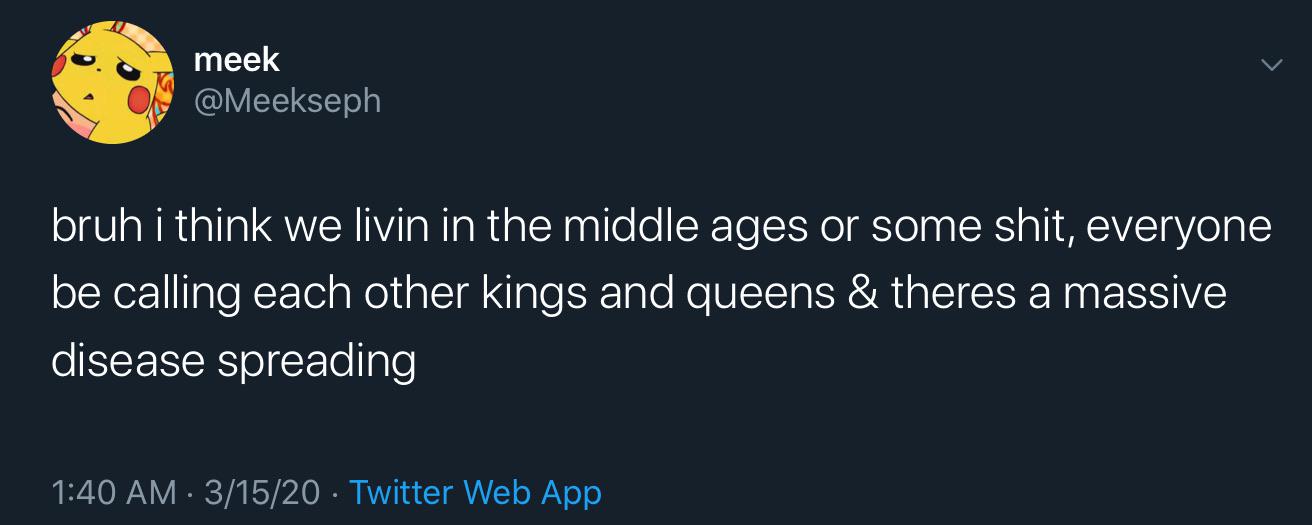 meek
@Meekseph
bruh i think we livin in the middle ages or some shit, everyone
be calling each other kings and queens & theres a massive
disease spreading
1:40 AM · 3/15/20 · Twitter Web App